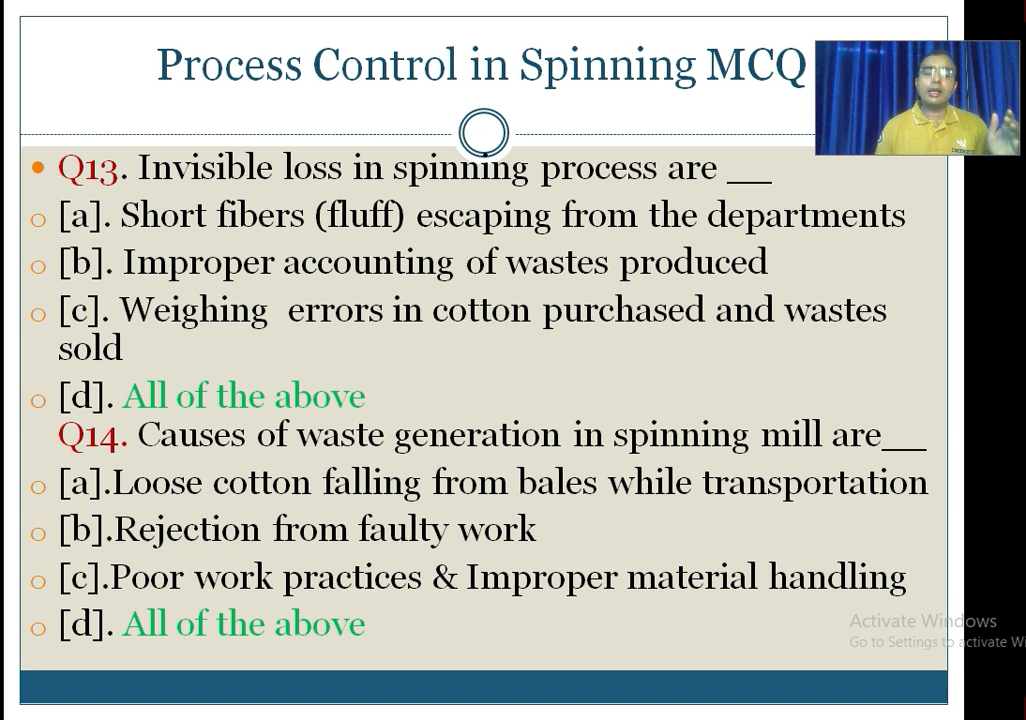 Process Control in Spinning MCQ
Q13. Invisible loss in spinning process are __
[a]. Short fibers (fluff) escaping from the departments
[b]. Improper accounting of wastes produced
[c]. Weighing errors in cotton purchased and wastes
sold
[d]. All of the above
Q14. Causes of waste generation in spinning mill are__
[a].Loose cotton falling from bales while transportation
[b].Rejection from faulty work
[c].Poor work practices & Improper material handling
[d]. All of the above
Activate Windows
Go to Settings to activate Wi